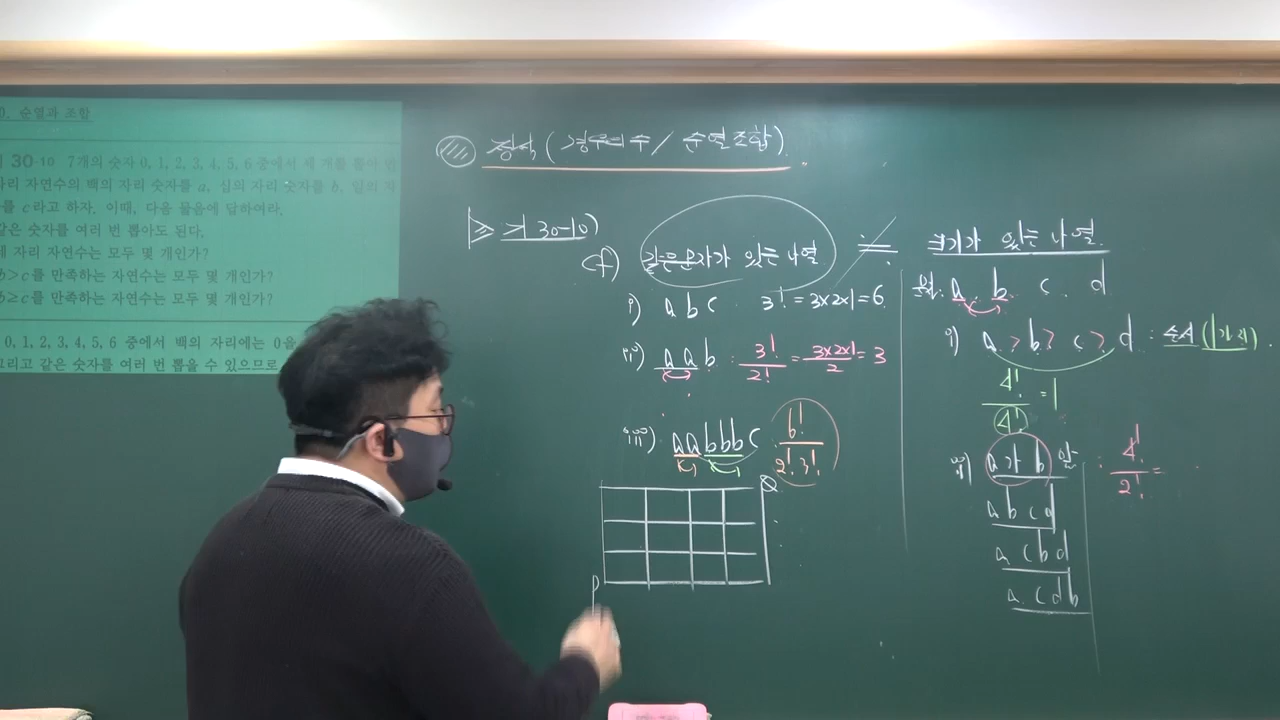 0. 순열과 조합
30-10 7개의 숫자 0, 1, 2, 3, 4, 5, 6 중에서 세 개를 뽑아 만
자리 자연수의 백의 자리 숫자를 a, 십의 자리 숫자를 b, 일의 자
를 c라고 하자. 이때, 다음 물음에 답하여라.
같은 숫자를 여러 번 뽑아도 된다.
세 자리 자연수는 모두 몇 개인가?
b>c를 만족하는 자연수는 모두 몇 개인가?
b≥c를 만족하는 자연수는 모두 몇 개인가?
0, 1, 2, 3, 4, 5, 6 중에서 백의 자리에는 0을
그리고 같은 숫자를 여러 번 뽑을 수 있으므로
정사 (경우의 수 / 순열조합)
30-10)
같은문자가 있는 나열
i) a b c 3! = 3×2×1 = 6
ii) a a b : 3!/2! = 3×2×1/2 = 3
iii) a a b b b c 6!/2! 3!
Q
P
크기가 있는 나열
a. b. c. d
i) a > b > c > d : 순서 (1가지)
4!/4! = 1
ii) a가 b 앞 : 4!/2! =
a b c d
a c b d
a. c d b